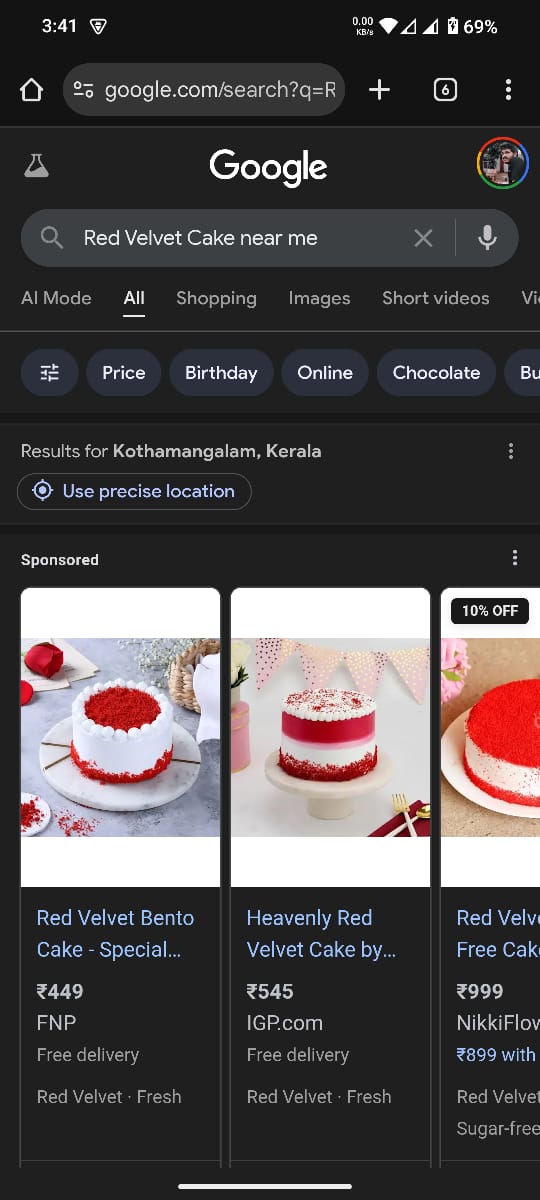 3:41
0.00
KB/s
69%
google.com/search?q=R
6
Google
Red Velvet Cake near me
AI Mode All Shopping Images Short videos Vi
Price Birthday Online Chocolate Bu
Results for Kothamangalam, Kerala
Use precise location
Sponsored
10% OFF
Red Velvet Bento
Cake - Special...
₹449
FNP
Free delivery
Red Velvet · Fresh
Heavenly Red
Velvet Cake by...
₹545
IGP.com
Free delivery
Red Velvet · Fresh
Red Velve
Free Cak
₹999
NikkiFlow
₹899 with
Red Velvet
Sugar-free